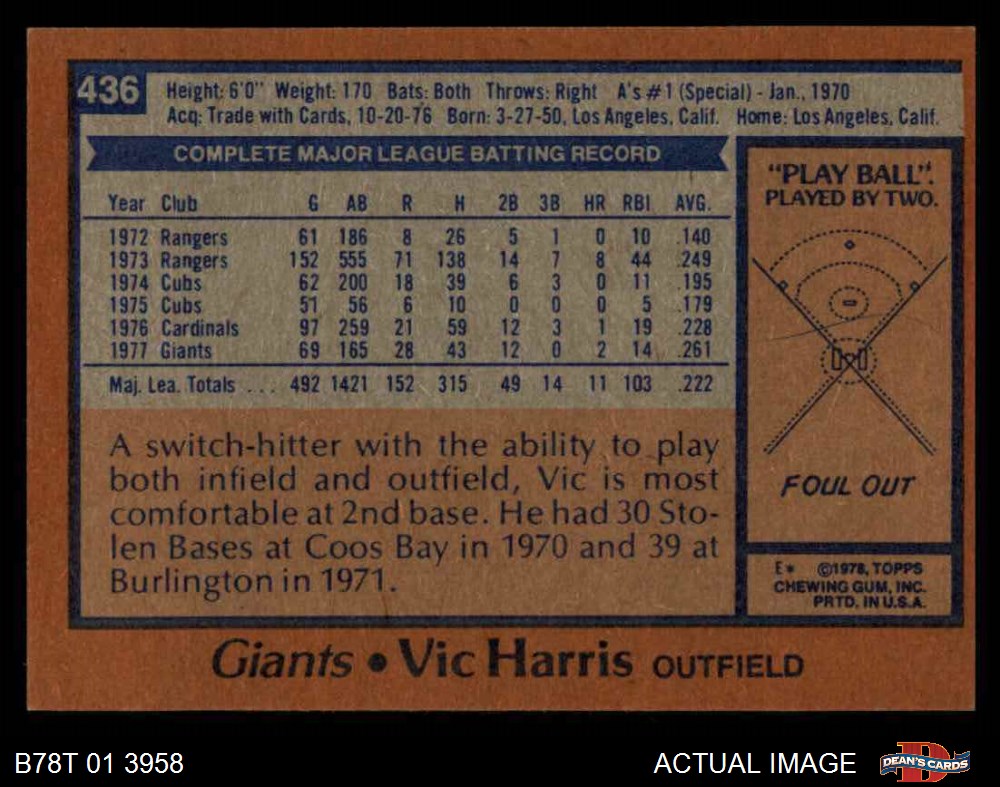 436
Height: 6'0" Weight: 170 Bats: Both Throws: Right A's #1 (Special) - Jan., 1970
Acq: Trade with Cards, 10-20-76 Born: 3-27-50, Los Angeles, Calif. Home: Los Angeles, Calif.
COMPLETE MAJOR LEAGUE BATTING RECORD
Year Club G AB R H 2B 3B HR RBI AVG.
1972 Rangers 61 186 8 26 5 1 0 10 .140
1973 Rangers 152 555 71 138 14 7 8 44 .249
1974 Cubs 62 200 18 39 6 3 0 11 .195
1975 Cubs 51 56 6 10 0 0 0 5 .179
1976 Cardinals 97 259 21 59 12 3 1 19 .228
1977 Giants 69 165 28 43 12 0 2 14 .261
Maj. Lea. Totals . . . 492 1421 152 315 49 14 11 103 .222
A switch-hitter with the ability to play
both infield and outfield, Vic is most
comfortable at 2nd base. He had 30 Sto-
len Bases at Coos Bay in 1970 and 39 at
Burlington in 1971.
"PLAY BALL".
PLAYED BY TWO.
FOUL OUT
E* ©1978, TOPPS
CHEWING GUM, INC.
PRTD. IN U.S.A.
Giants • Vic Harris OUTFIELD
B78T 01 3958
ACTUAL IMAGE
D
DEAN'S CARDS